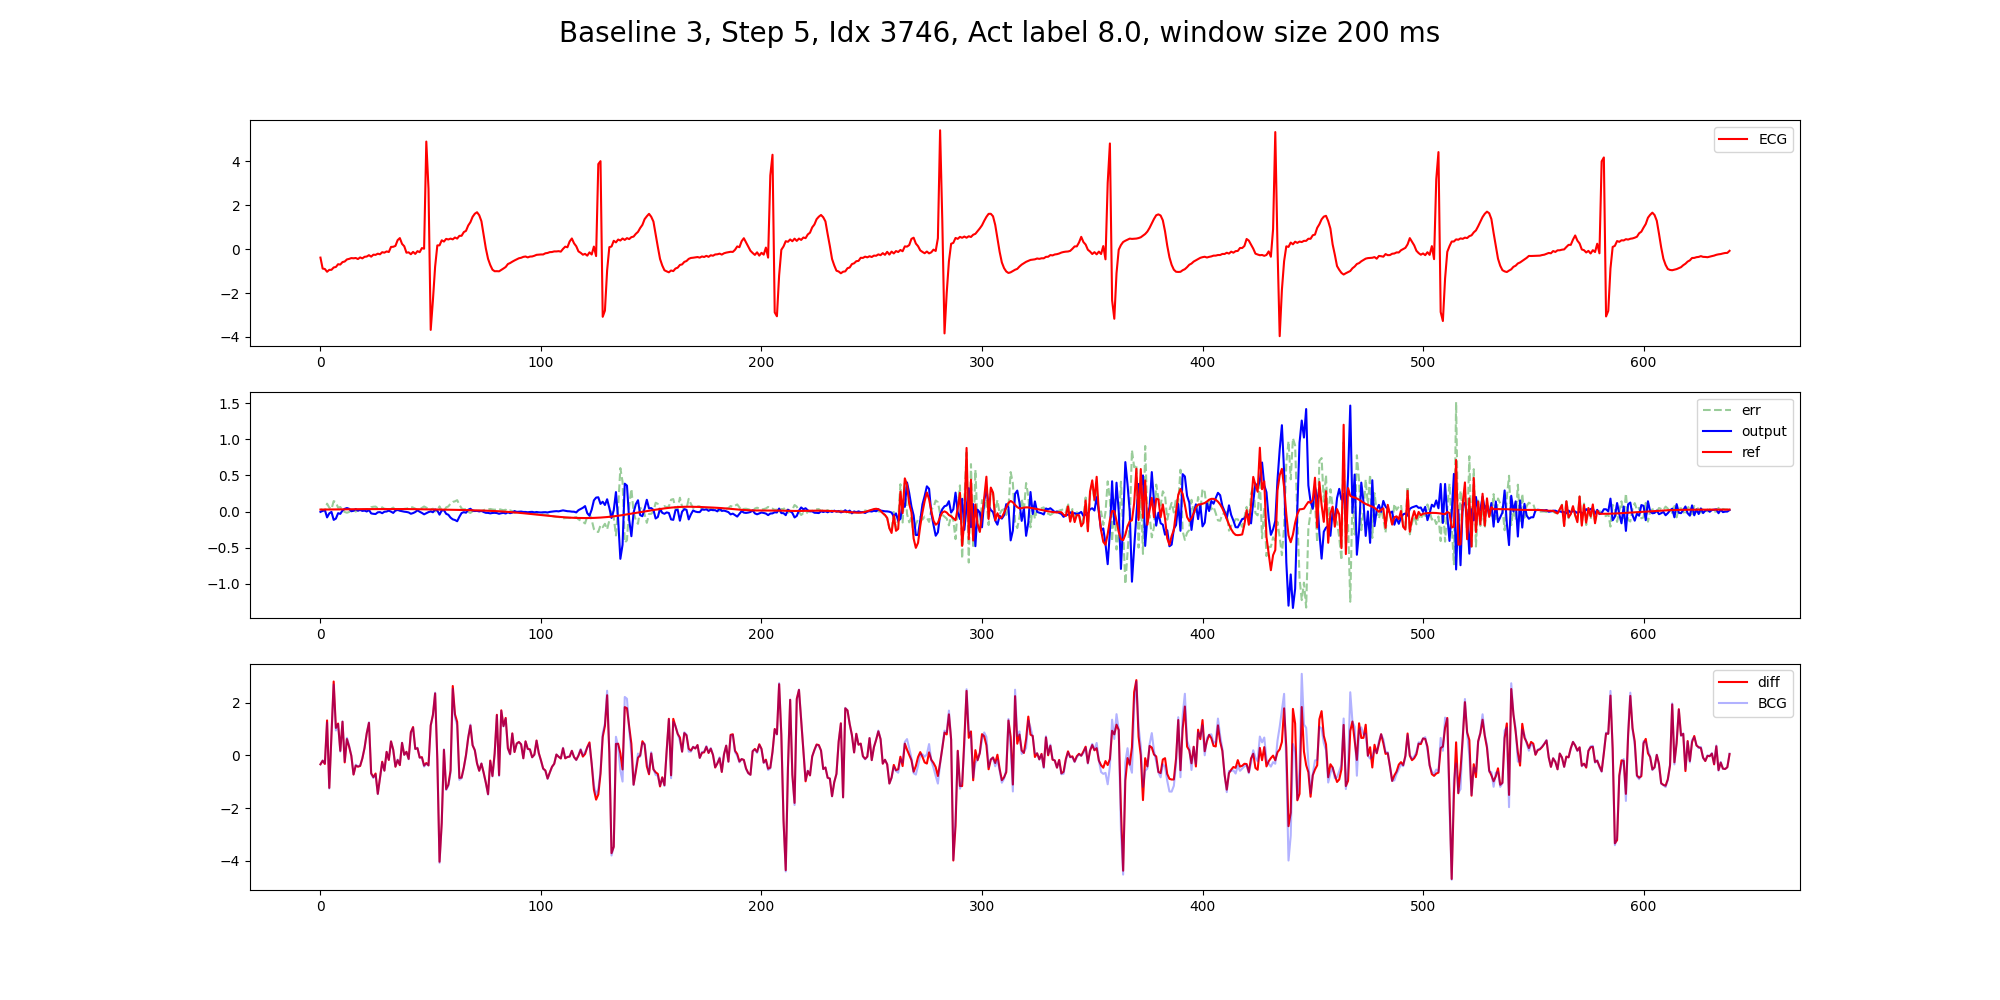 Baseline 3, Step 5, Idx 3746, Act label 8.0, window size 200 ms
ECG
4
2
0
−2
−4
0 100 200 300 400 500 600
err
output
ref
1.5
1.0
0.5
0.0
−0.5
−1.0
0 100 200 300 400 500 600
diff
BCG
2
0
−2
−4
0 100 200 300 400 500 600